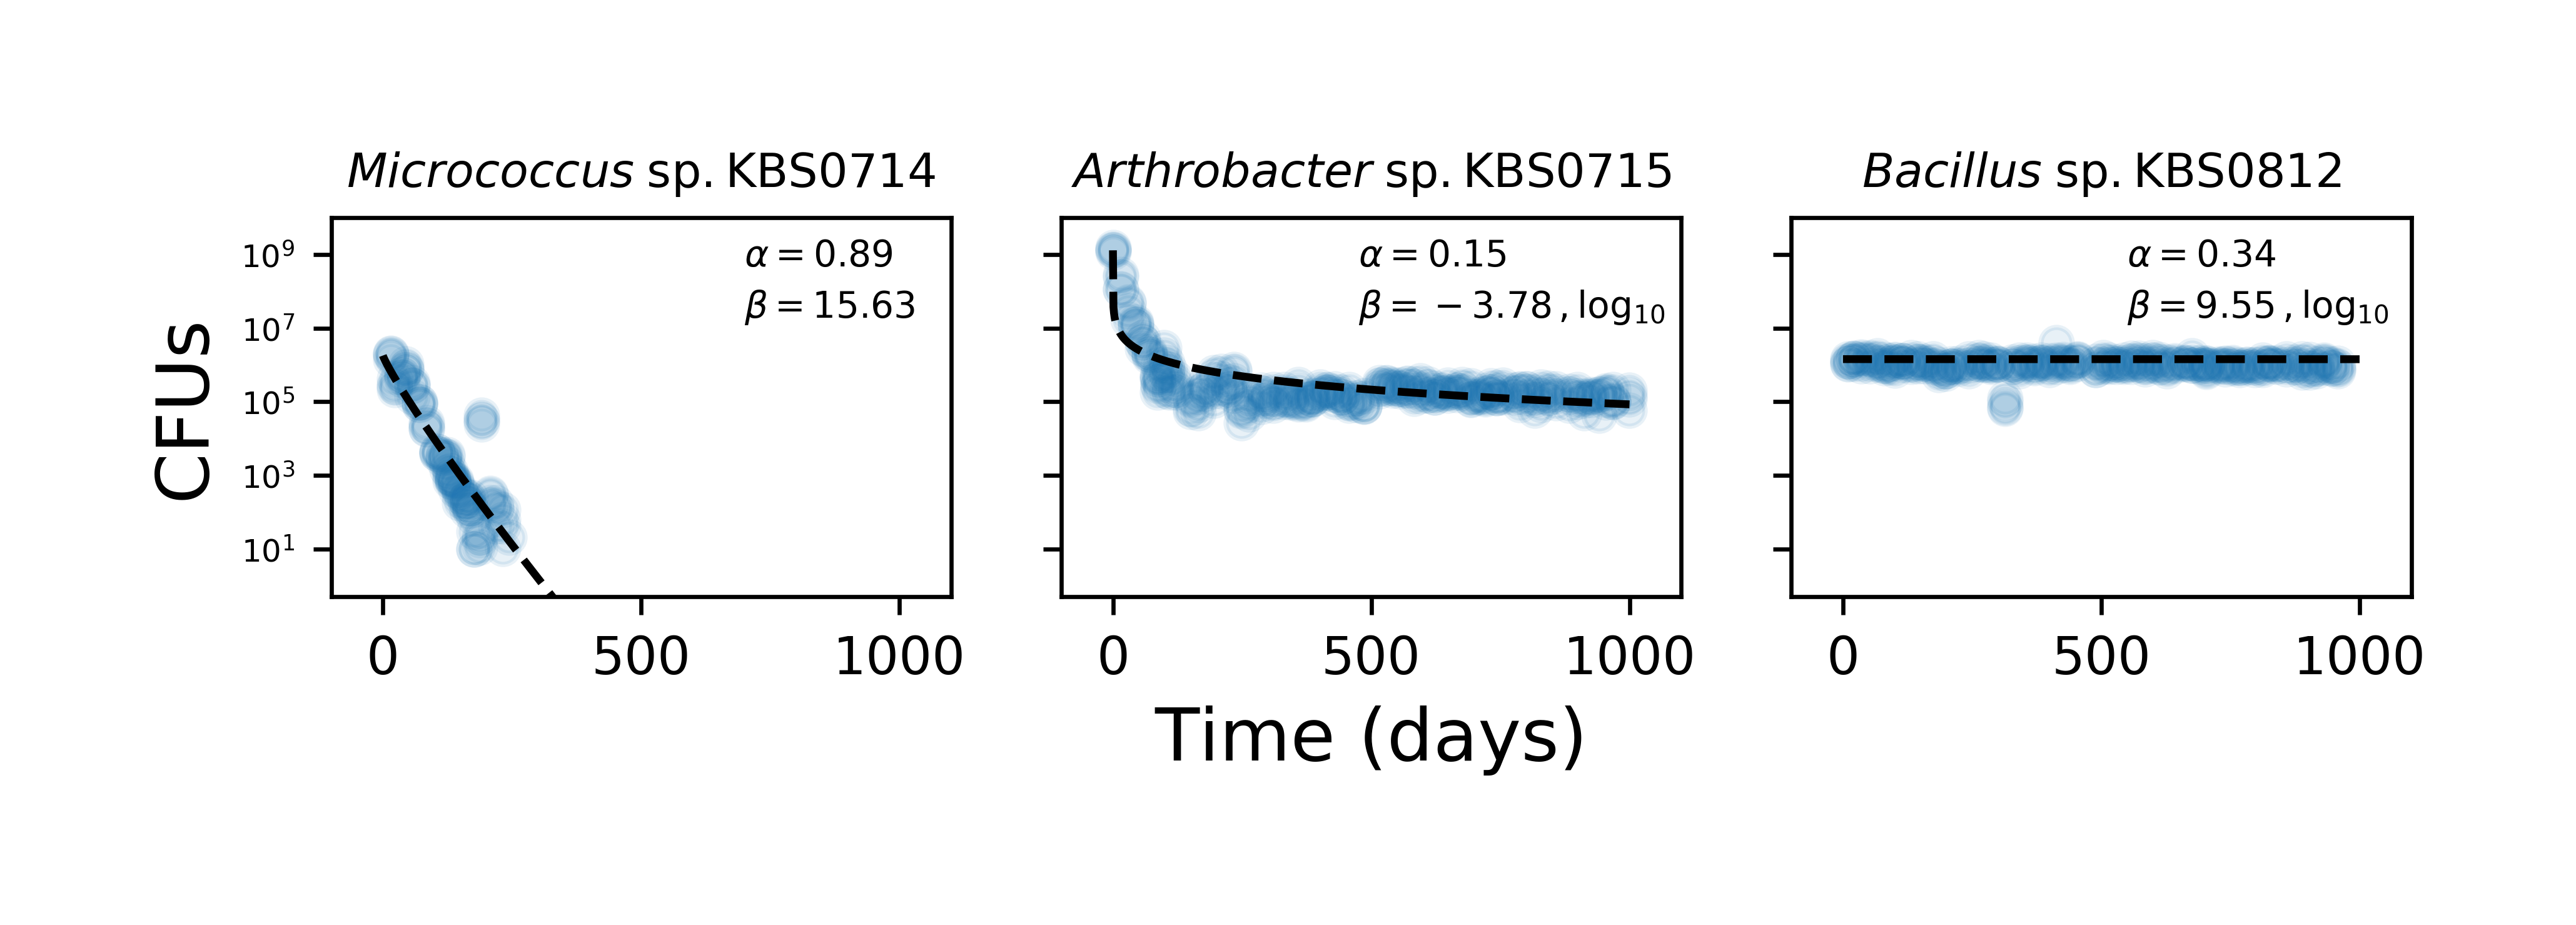 Micrococcus sp. KBS0714
Arthrobacter sp. KBS0715
Bacillus sp. KBS0812
CFUs
10⁹
10⁷
10⁵
10³
10¹
α = 0.89
β = 15.63
α = 0.15
β = −3.78 , log₁₀
α = 0.34
β = 9.55 , log₁₀
0 500 1000
0 500 1000
0 500 1000
Time (days)